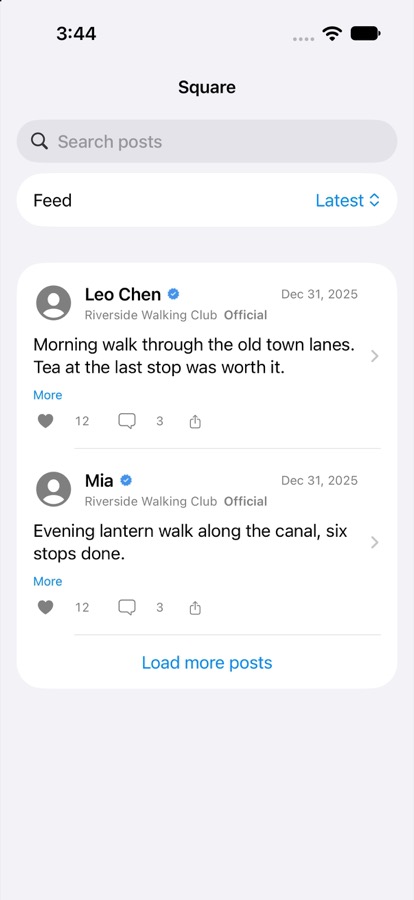 3:44
Square
Search posts
Feed
Latest
Leo Chen
Dec 31, 2025
Riverside Walking Club Official
Morning walk through the old town lanes.
Tea at the last stop was worth it.
More
12
3
Mia
Dec 31, 2025
Riverside Walking Club Official
Evening lantern walk along the canal, six
stops done.
More
12
3
Load more posts